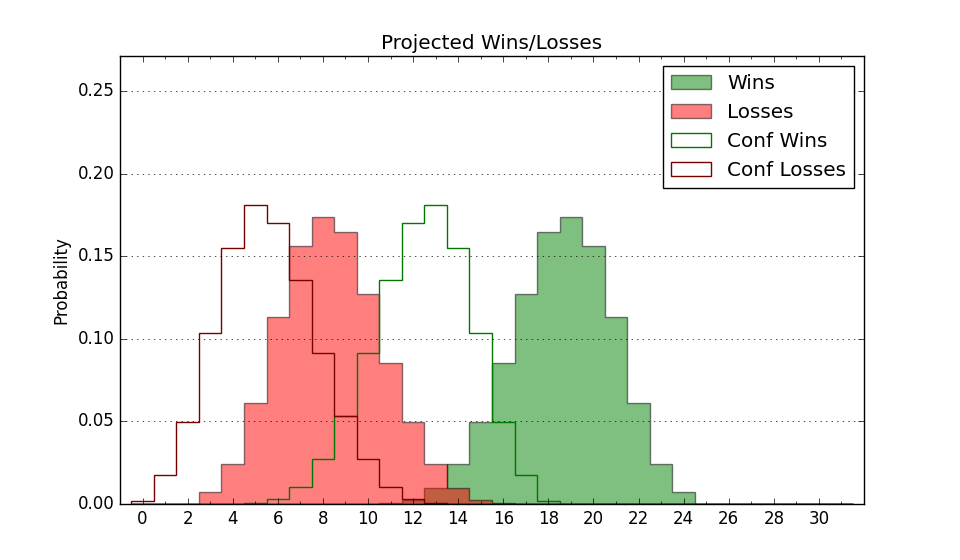 Projected Wins/Losses
Wins
Losses
Conf Wins
Conf Losses
Probability
0.25
0.20
0.15
0.10
0.05
0.00
0 2 4 6 8 10 12 14 16 18 20 22 24 26 28 30